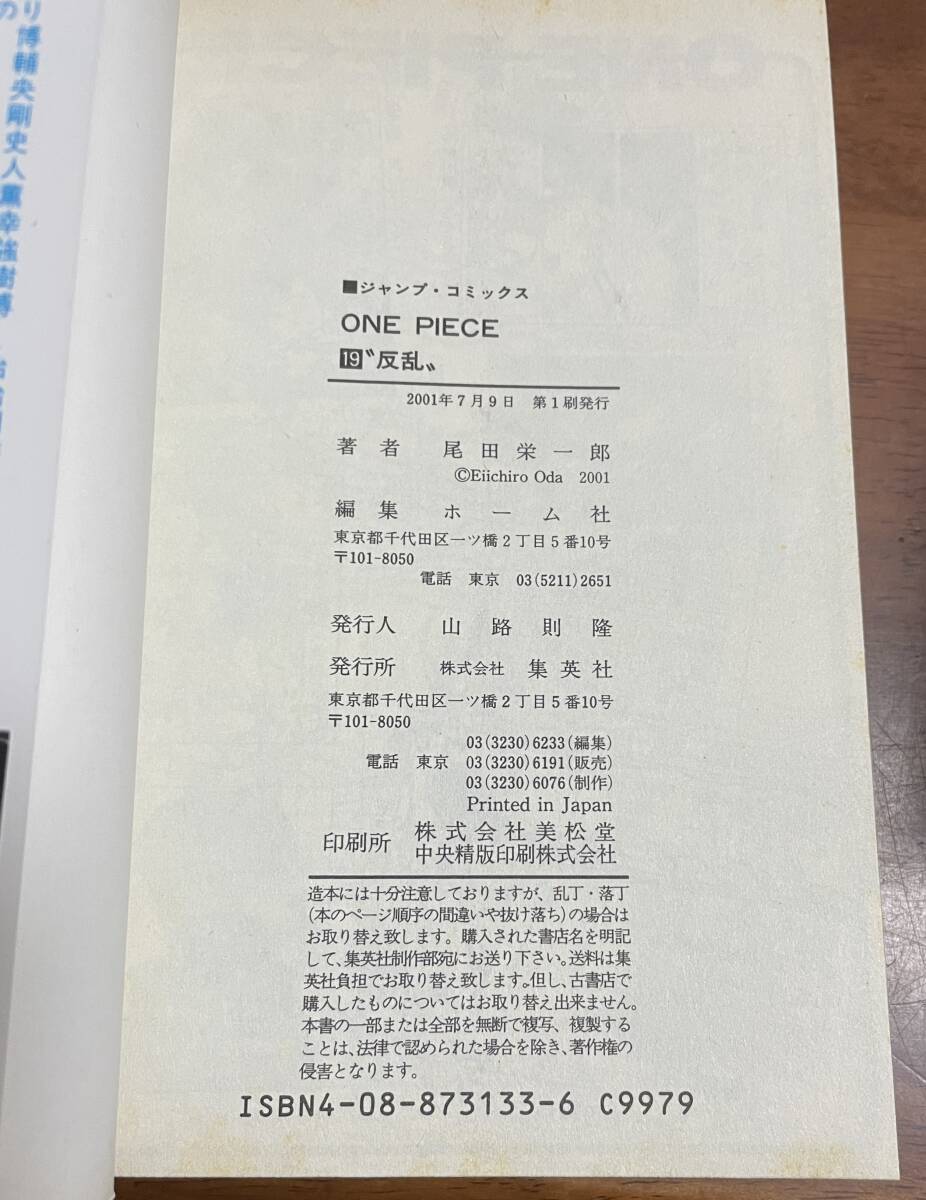 ■ジャンプ・コミックス
ONE PIECE
19〝反乱〟
2001年7月9日 第1刷発行
著者 尾田栄一郎
©Eiichiro Oda 2001
編集 ホーム社
東京都千代田区一ツ橋2丁目5番10号
〒101-8050
電話 東京 03(5211)2651
発行人 山路則隆
発行所 株式会社 集英社
東京都千代田区一ツ橋2丁目5番10号
〒101-8050
03(3230)6233(編集)
電話 東京 03(3230)6191(販売)
03(3230)6076(制作)
Printed in Japan
印刷所 株式会社美松堂
中央精版印刷株式会社
造本には十分注意しておりますが、乱丁・落丁
(本のページ順序の間違いや抜け落ち)の場合は
お取り替え致します。購入された書店名を明記
して、集英社制作部宛にお送り下さい。送料は集
英社負担でお取り替え致します。但し、古書店で
購入したものについてはお取り替え出来ません。
本書の一部または全部を無断で複写、複製する
ことは、法律で認められた場合を除き、著作権の
侵害となります。
ISBN4-08-873133-6 C9979
り博輔央剛史人薫幸強樹博
の